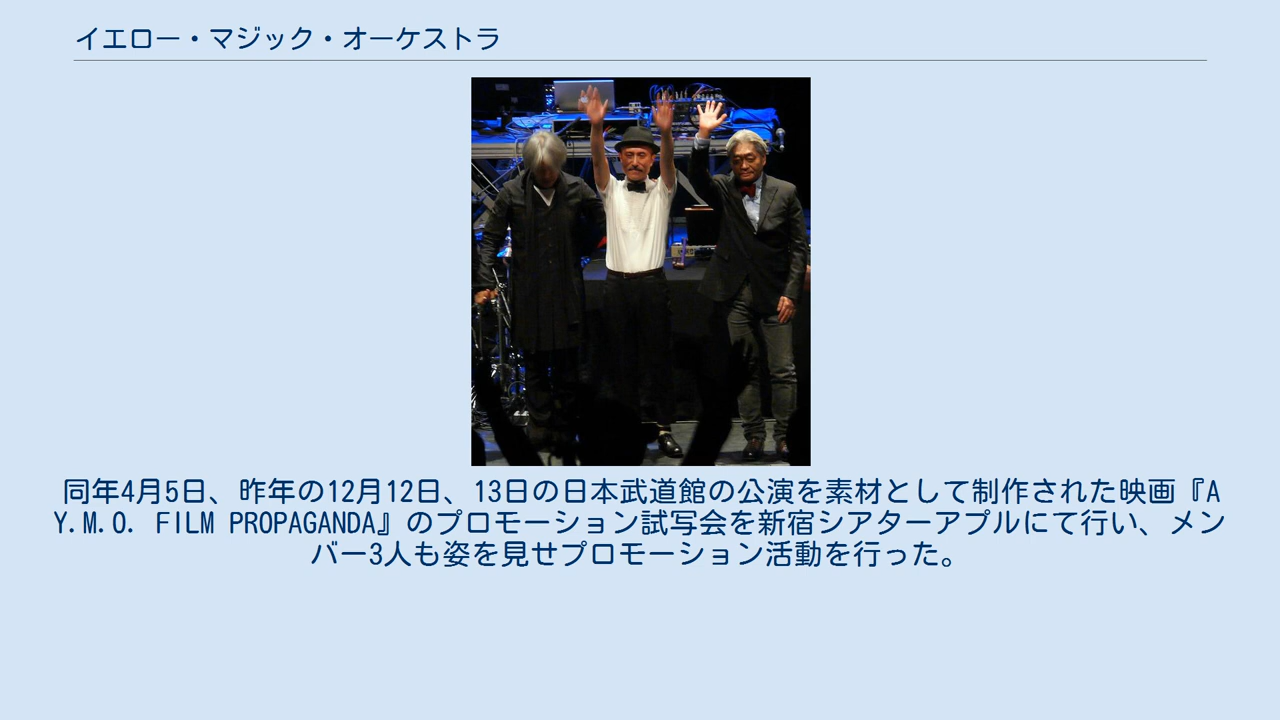 イエロー・マジック・オーケストラ
同年4月5日、昨年の12月12日、13日の日本武道館の公演を素材として制作された映画『A
Y.M.O. FILM PROPAGANDA』のプロモーション試写会を新宿シアターアプルにて行い、メン
バー3人も姿を見せプロモーション活動を行った。